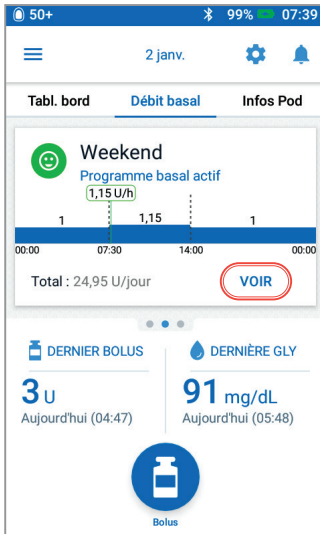 50+ 99% 07:39
2 janv.
Tabl. bord Débit basal Infos Pod
Weekend
Programme basal actif
1,15 U/h
1 1,15 1
00:00 07:30 14:00 00:00
Total : 24,95 U/jour VOIR
DERNIER BOLUS DERNIÈRE GLY
3 U 91 mg/dL
Aujourd'hui (04:47) Aujourd'hui (05:48)
Bolus